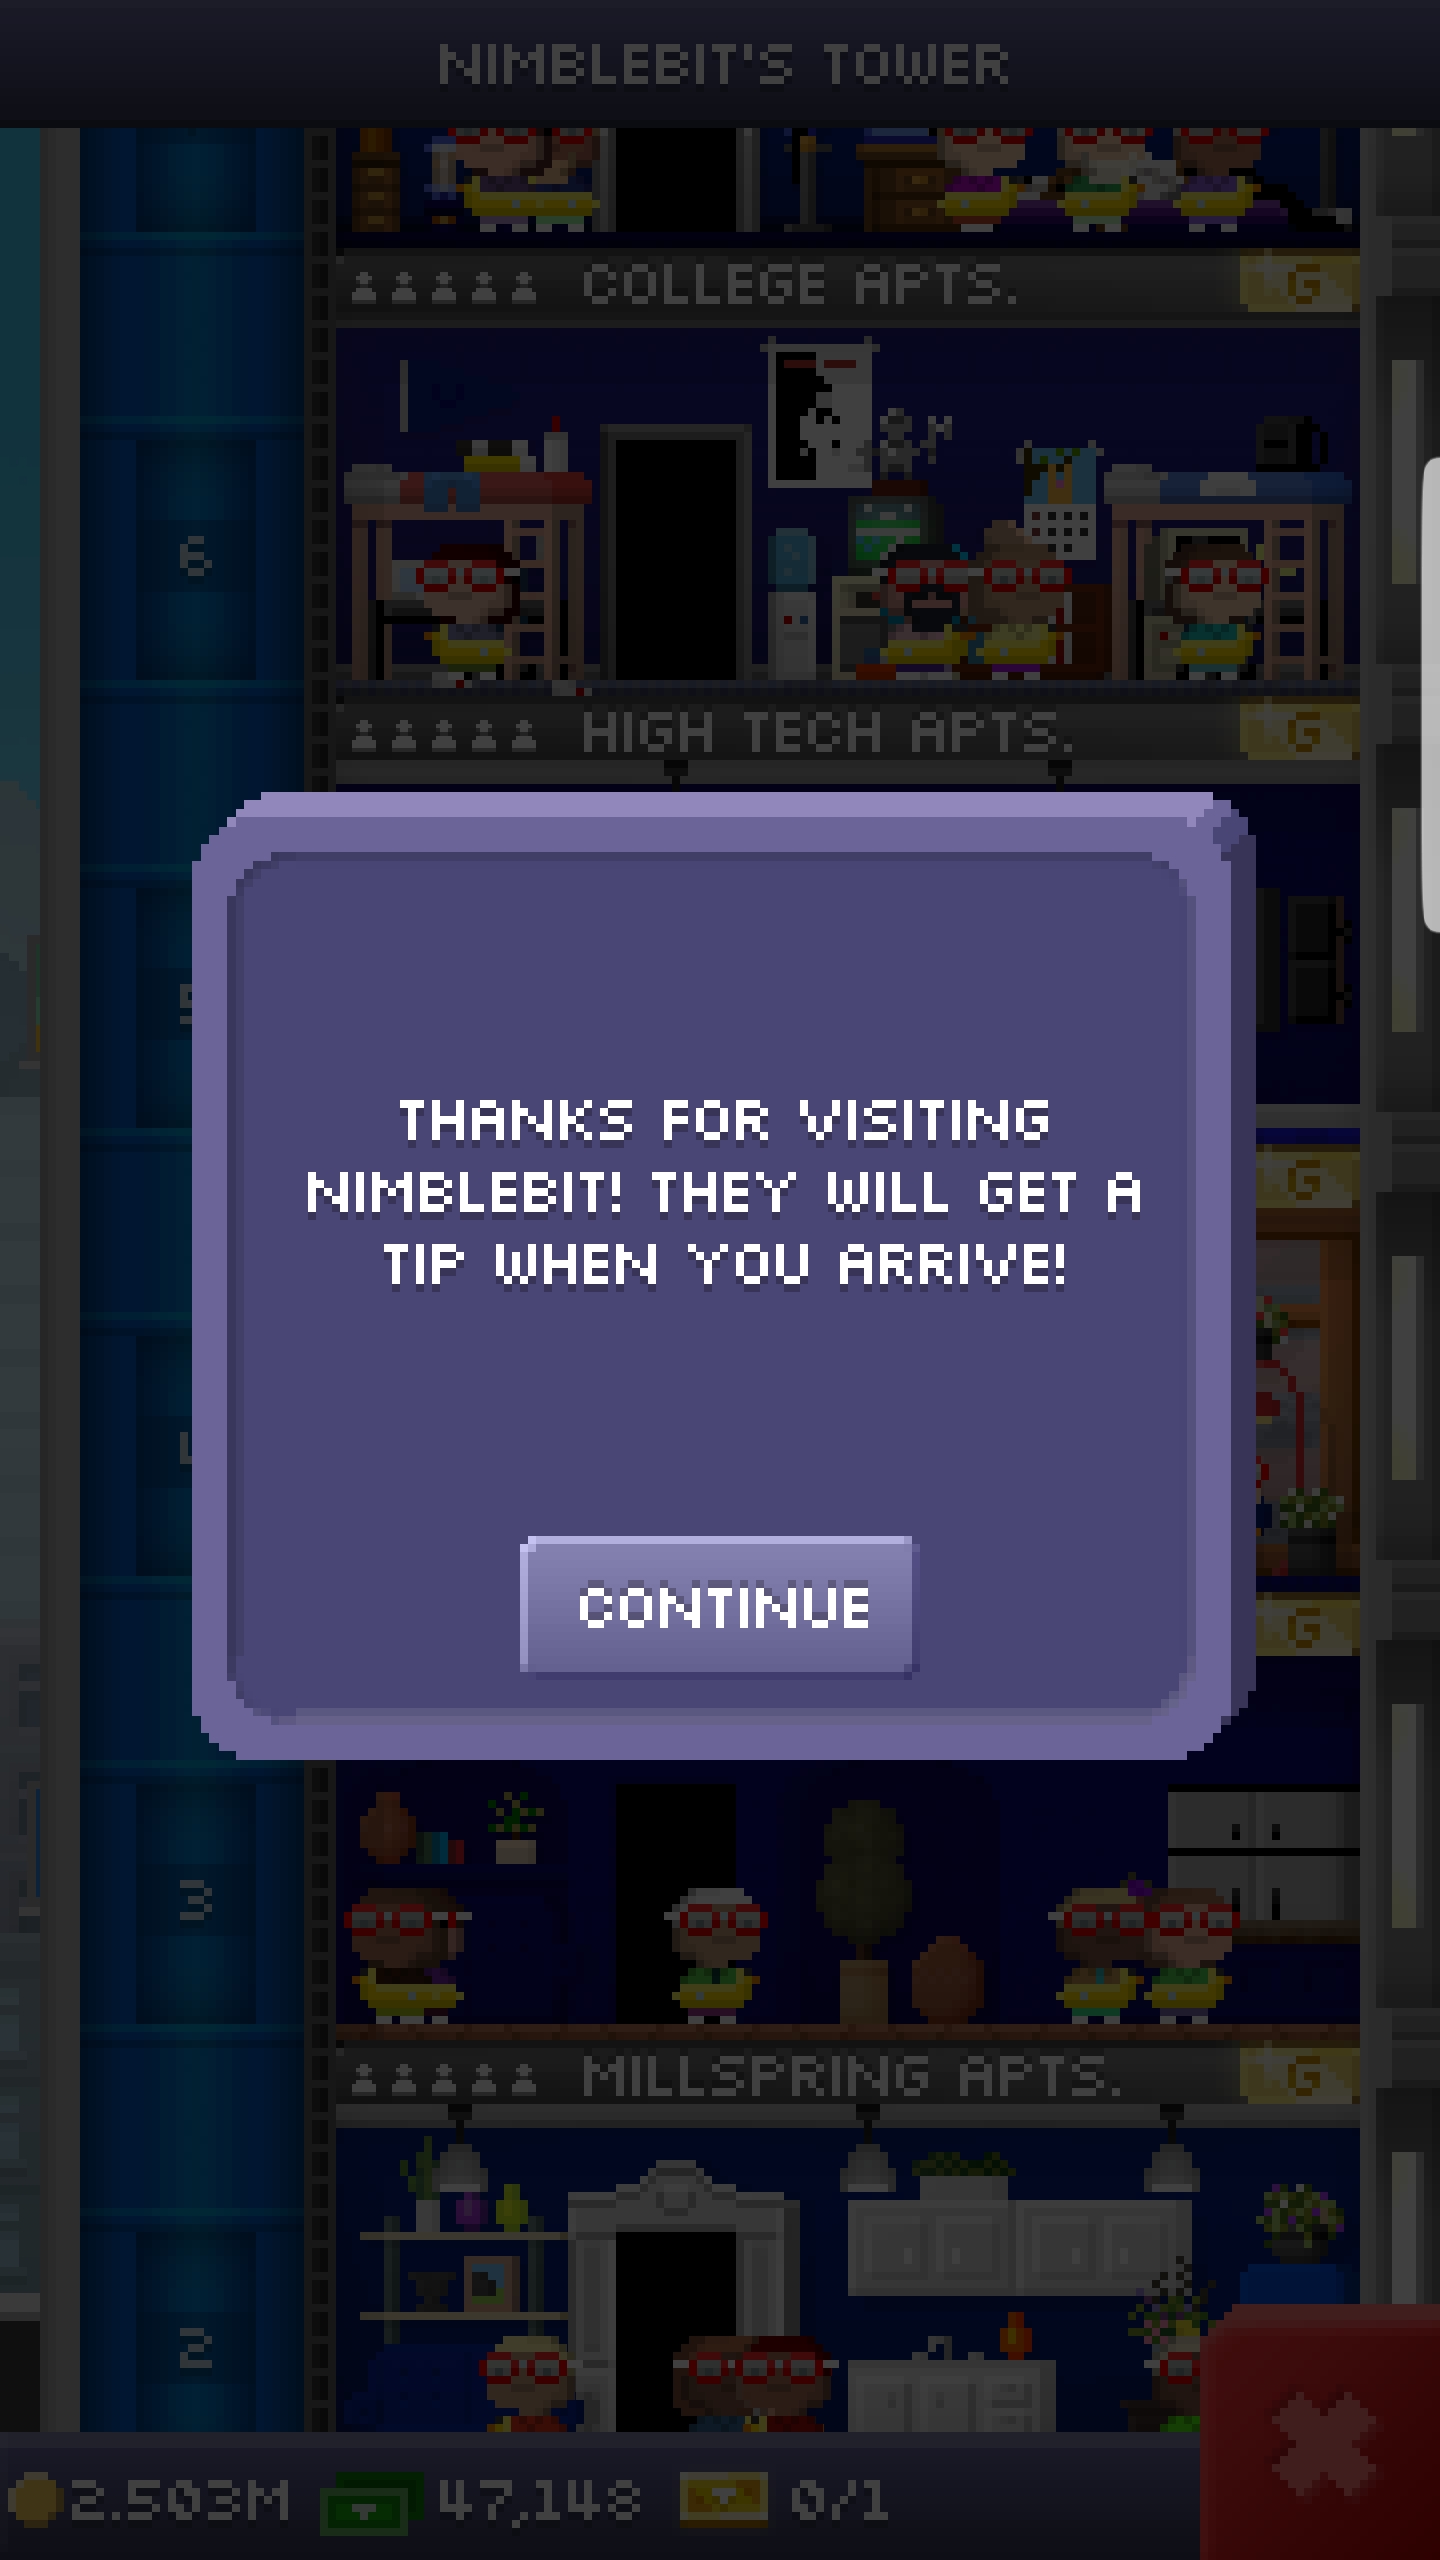 NIMBLEBIT'S TOWER
COLLEGE APTS.
G
6
HIGH TECH APTS.
G
G
THANKS FOR VISITING
NIMBLEBIT! THEY WILL GET A
TIP WHEN YOU ARRIVE!
CONTINUE
G
3
MILLSPRING APTS.
G
2
2.503M
47,148
0/1